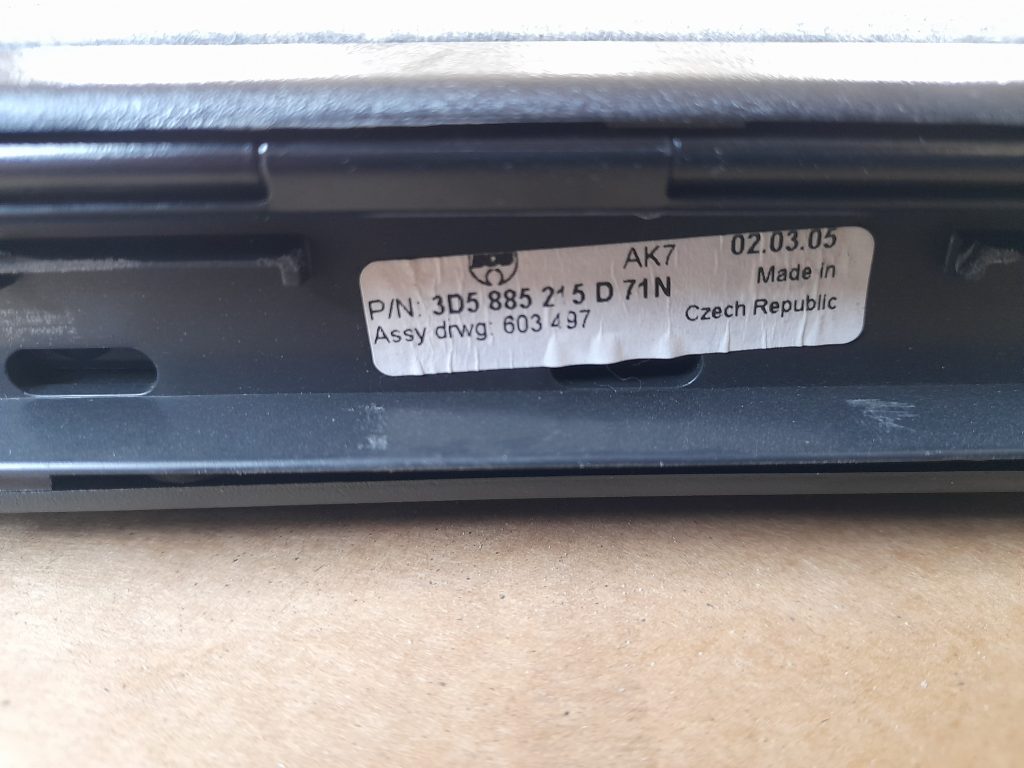 AK7 02.03.05
P/N: 3D5 885 215 D 71N Made in
Assy drwg: 603 497 Czech Republic